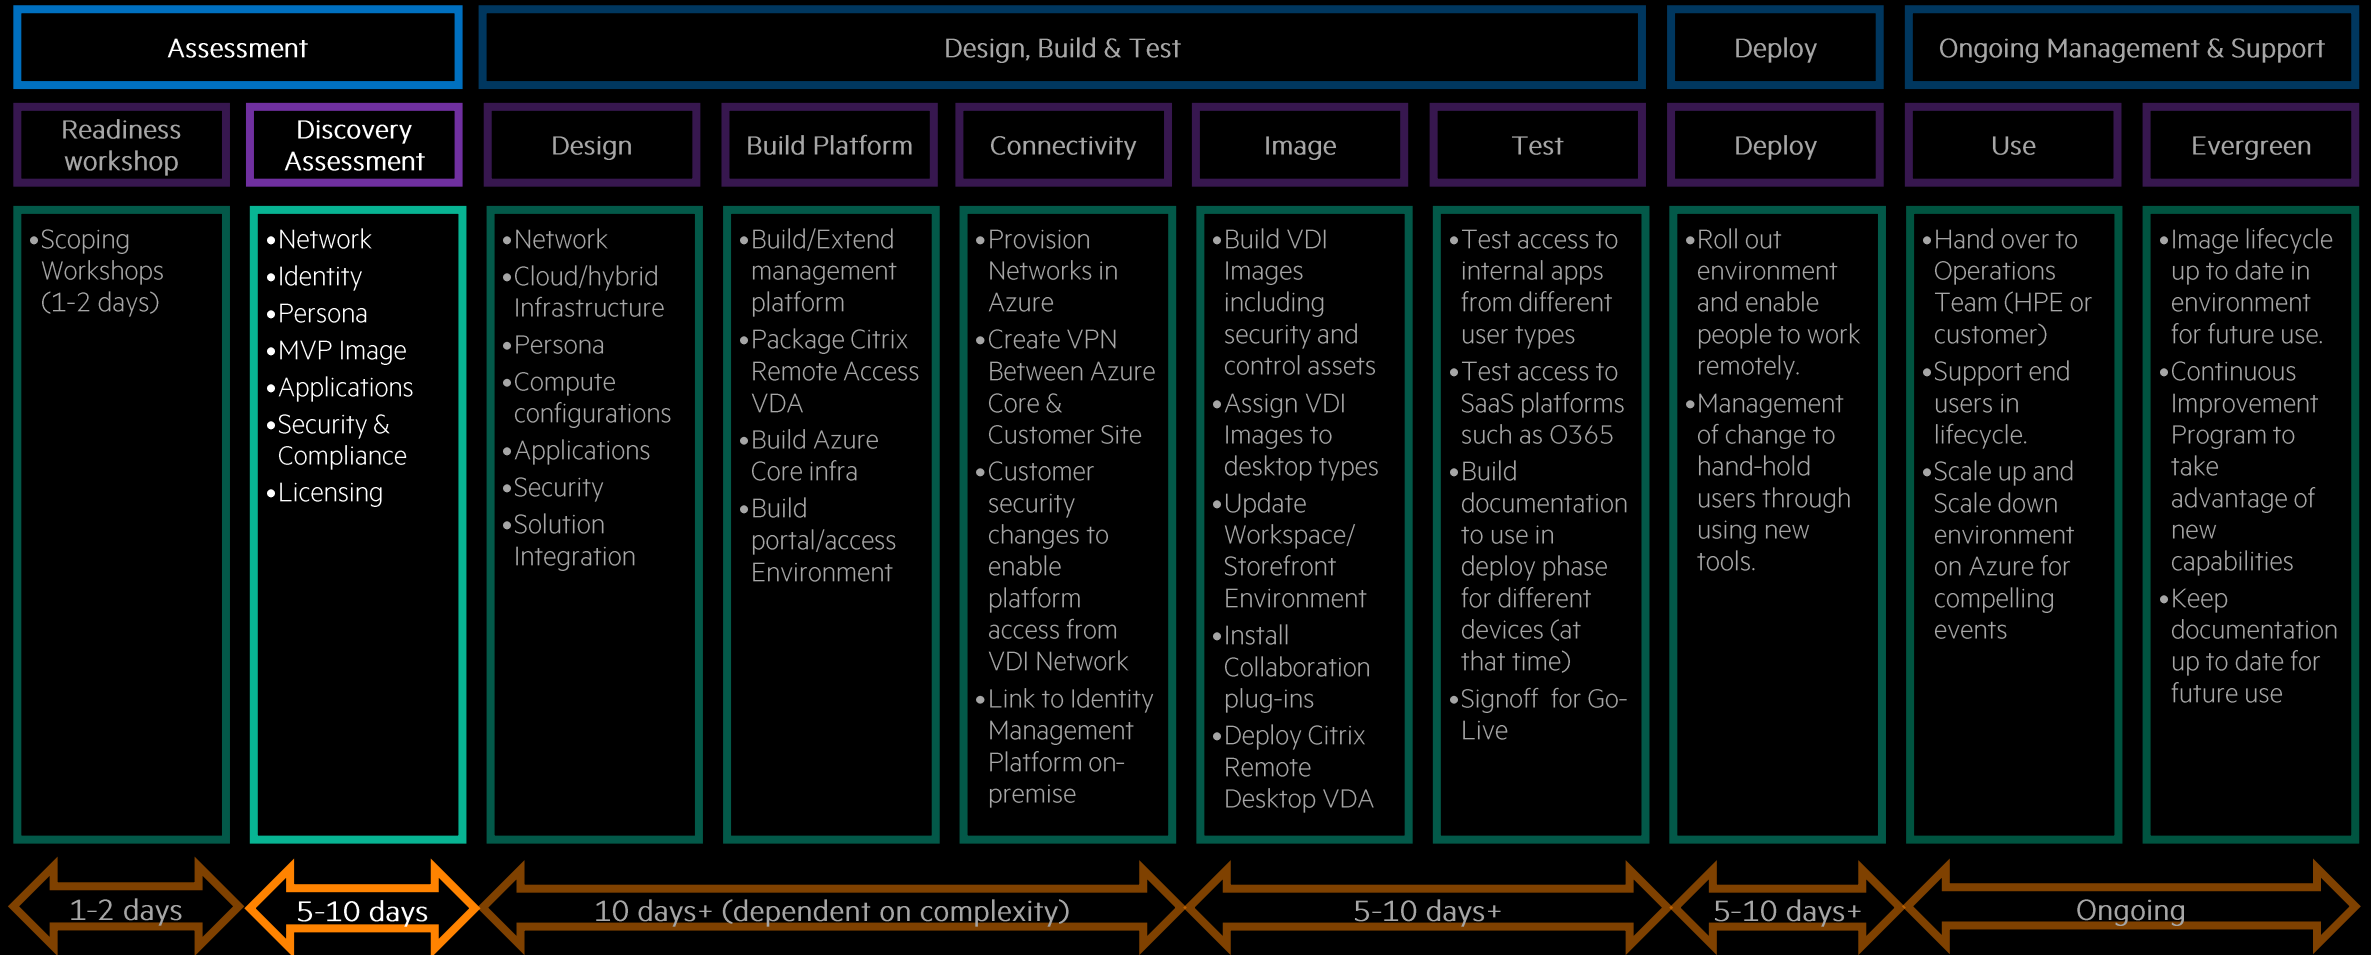 Assessment
Design, Build & Test
Deploy
Ongoing Management & Support
Readiness
workshop
Discovery
Assessment
Design
Build Platform
Connectivity
Image
Test
Deploy
Use
Evergreen
•Scoping
Workshops
(1-2 days)
•Network
•Identity
•Persona
•MVP Image
•Applications
•Security &
Compliance
•Licensing
•Network
•Cloud/hybrid
Infrastructure
•Persona
•Compute
configurations
•Applications
•Security
•Solution
Integration
•Build/Extend
management
platform
•Package Citrix
Remote Access
VDA
•Build Azure
Core infra
•Build
portal/access
Environment
•Provision
Networks in
Azure
•Create VPN
Between Azure
Core &
Customer Site
•Customer
security
changes to
enable
platform
access from
VDI Network
•Link to Identity
Management
Platform on-
premise
•Build VDI
Images
including
security and
control assets
•Assign VDI
Images to
desktop types
•Update
Workspace/
Storefront
Environment
•Install
Collaboration
plug-ins
•Deploy Citrix
Remote
Desktop VDA
•Test access to
internal apps
from different
user types
•Test access to
SaaS platforms
such as O365
•Build
documentation
to use in
deploy phase
for different
devices (at
that time)
•Signoff  for Go-
Live
•Roll out
environment
and enable
people to work
remotely.
•Management
of change to
hand-hold
users through
using new
tools.
•Hand over to
Operations
Team (HPE or
customer)
•Support end
users in
lifecycle.
•Scale up and
Scale down
environment
on Azure for
compelling
events
•Image lifecycle
up to date in
environment
for future use.
•Continuous
Improvement
Program to
take
advantage of
new
capabilities
•Keep
documentation
up to date for
future use
1-2 days
5-10 days
10 days+ (dependent on complexity)
5-10 days+
5-10 days+
Ongoing